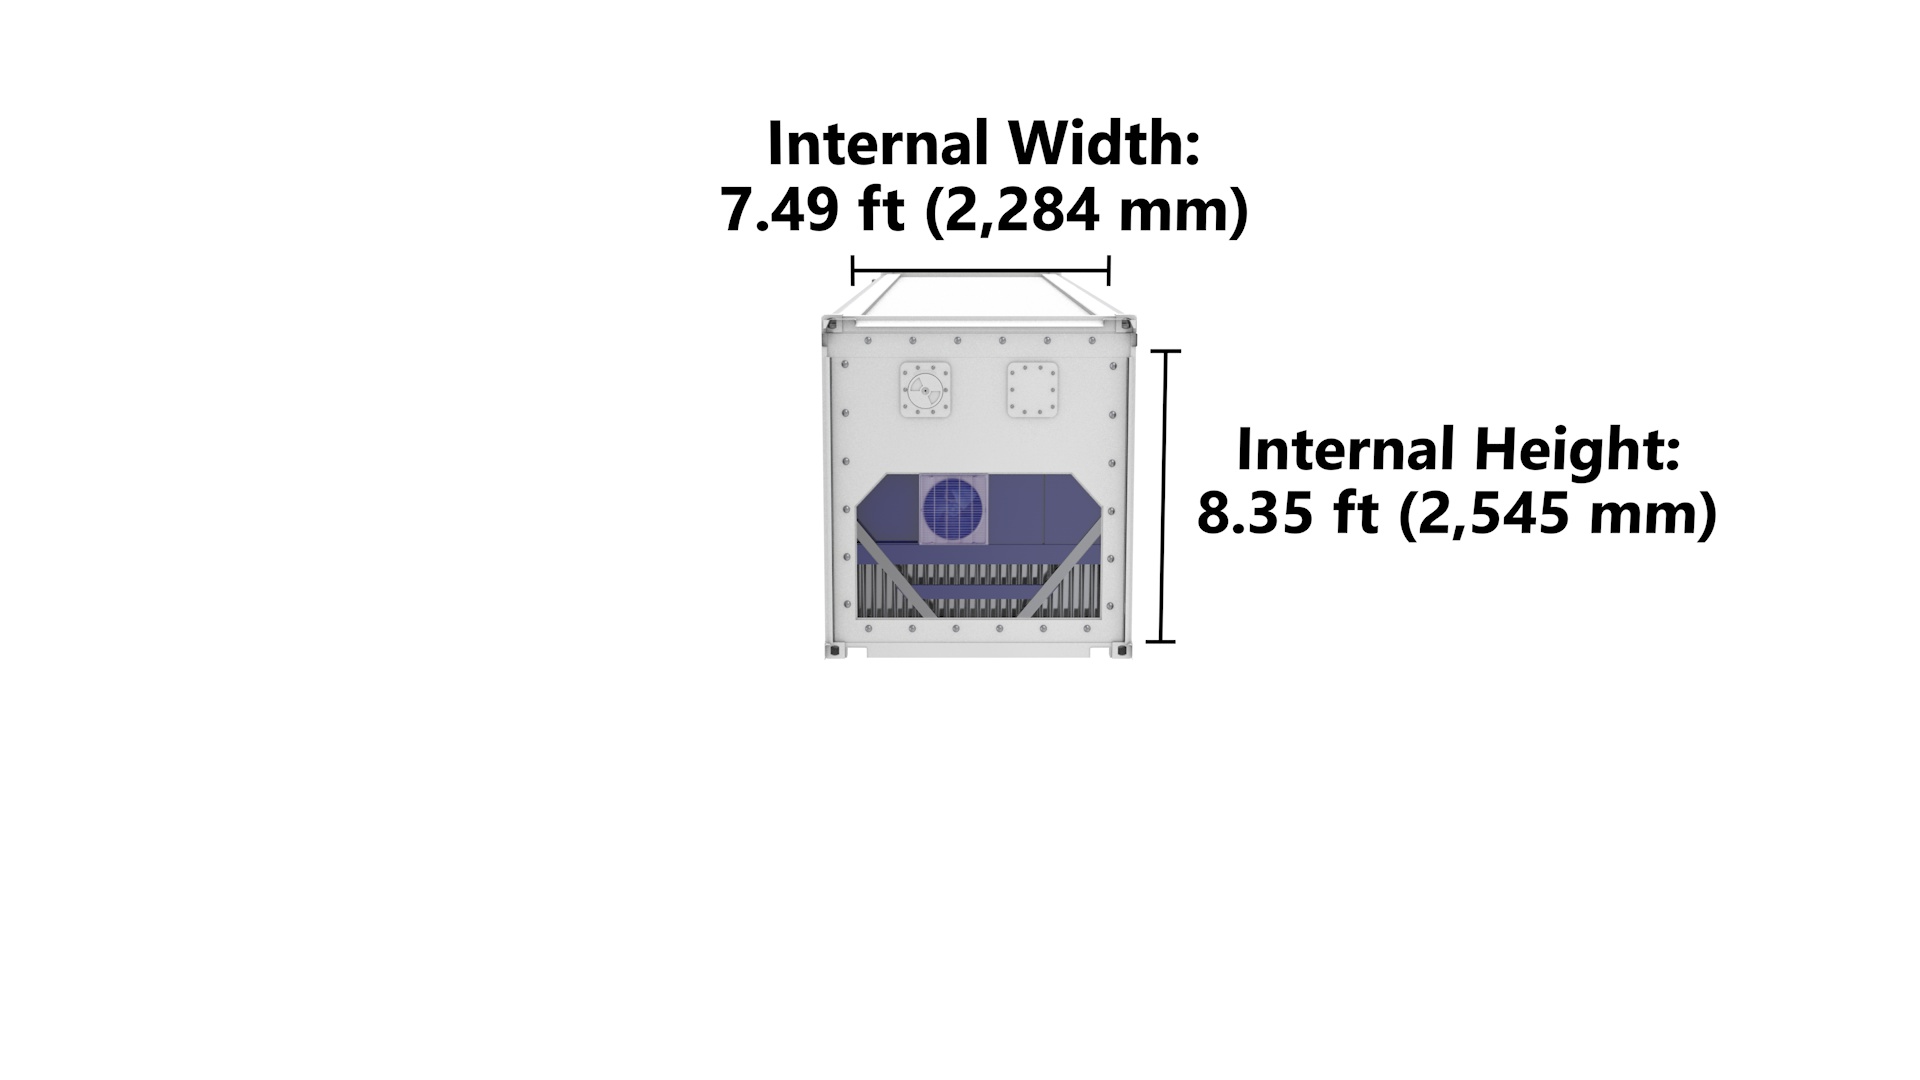 Internal Width:
7.49 ft (2,284 mm)
Internal Height:
8.35 ft (2,545 mm)